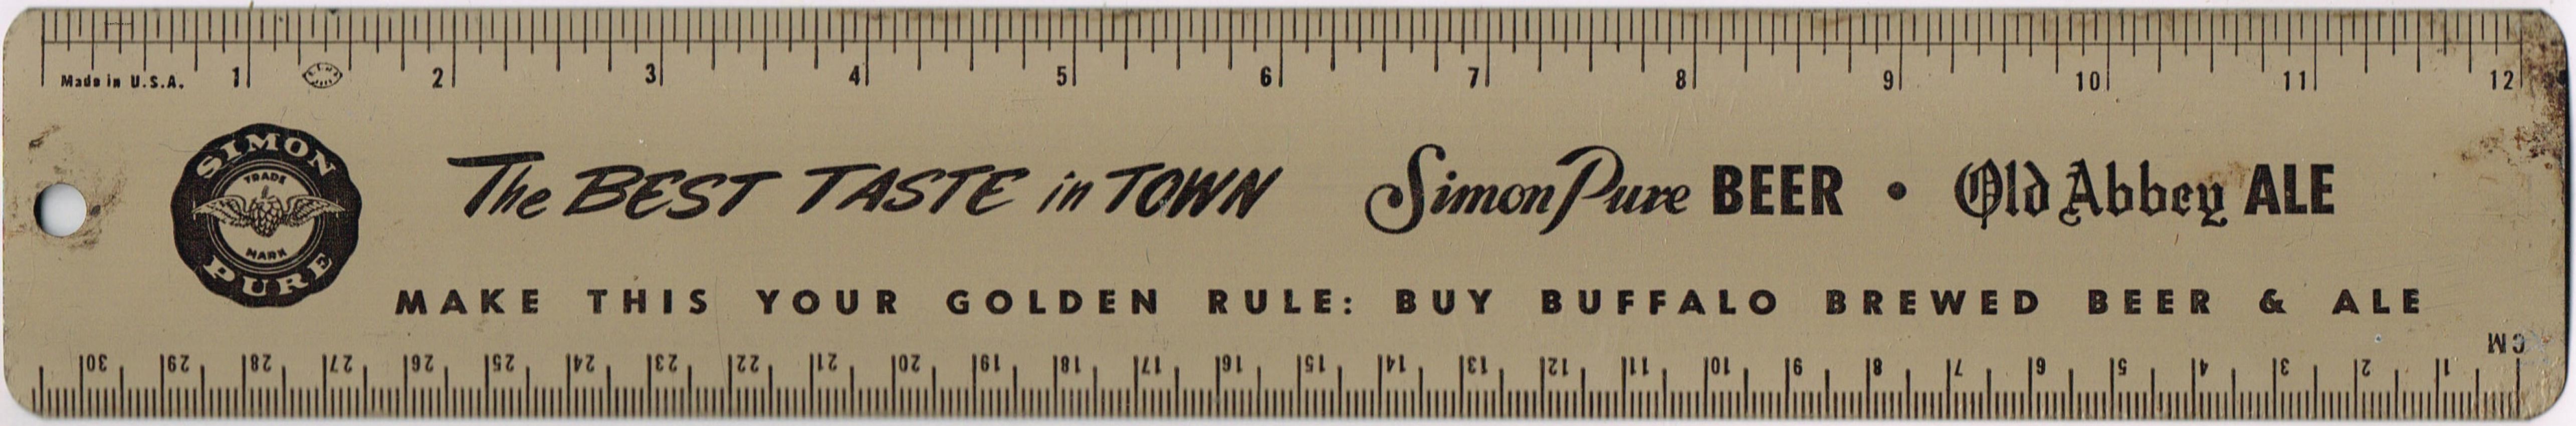 1 2 3 4 5 6 7 8 9 10 11 12
Made in U.S.A.
SIMON
TRADE
MARK
PURE
The BEST TASTE in TOWN Simon Pure BEER • Old Abbey ALE
MAKE THIS YOUR GOLDEN RULE: BUY BUFFALO BREWED BEER & ALE
CM
30 29 28 27 26 25 24 23 22 21 20 19 18 17 16 15 14 13 12 11 10 9 8 7 6 5 4 3 2 1